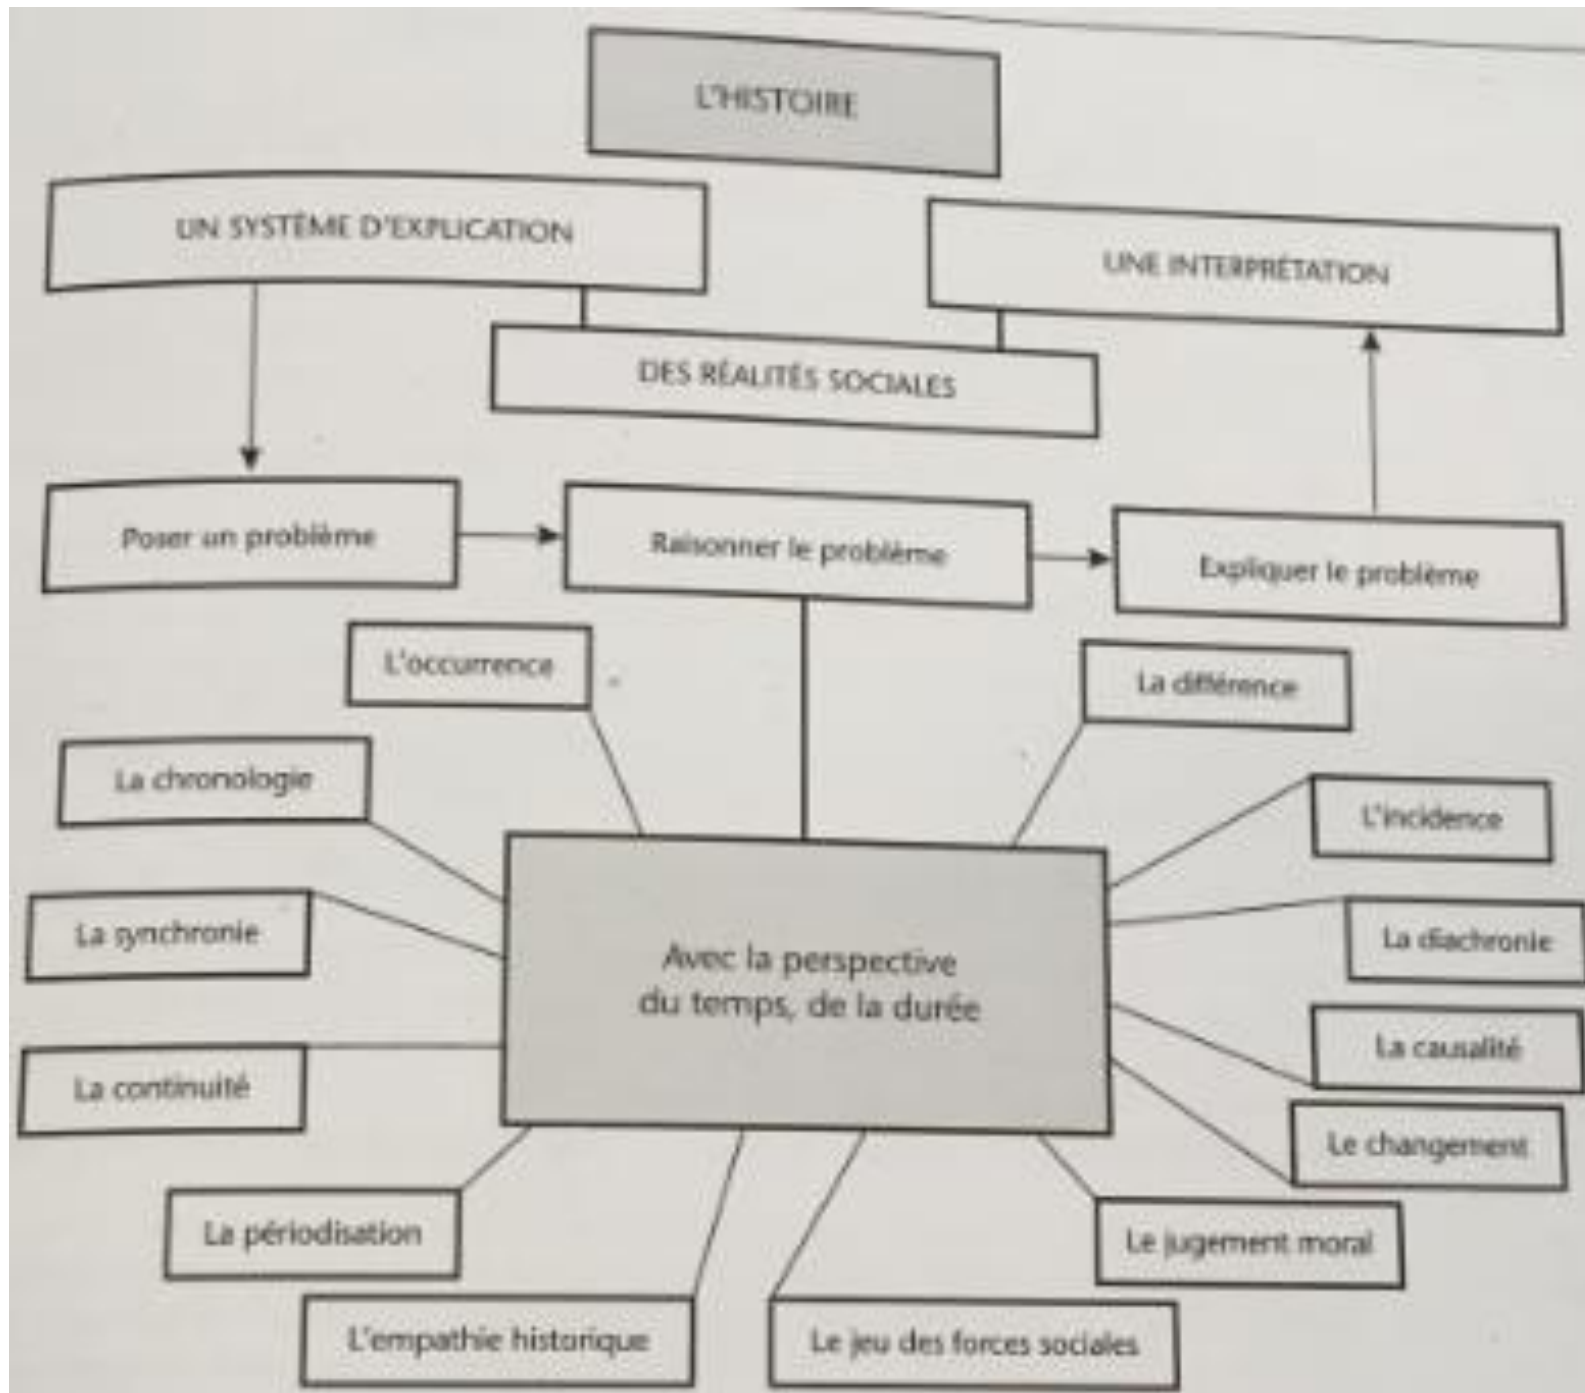 L'HISTOIRE
UN SYSTÈME D'EXPLICATION
UNE INTERPRÉTATION
DES RÉALITÉS SOCIALES
Poser un problème
Raisonner le problème
Expliquer le problème
L'occurrence
La différence
La chronologie
L'incidence
La synchronie
La diachronie
Avec la perspective
du temps, de la durée
La causalité
La continuité
Le changement
La périodisation
Le jugement moral
L'empathie historique
Le jeu des forces sociales